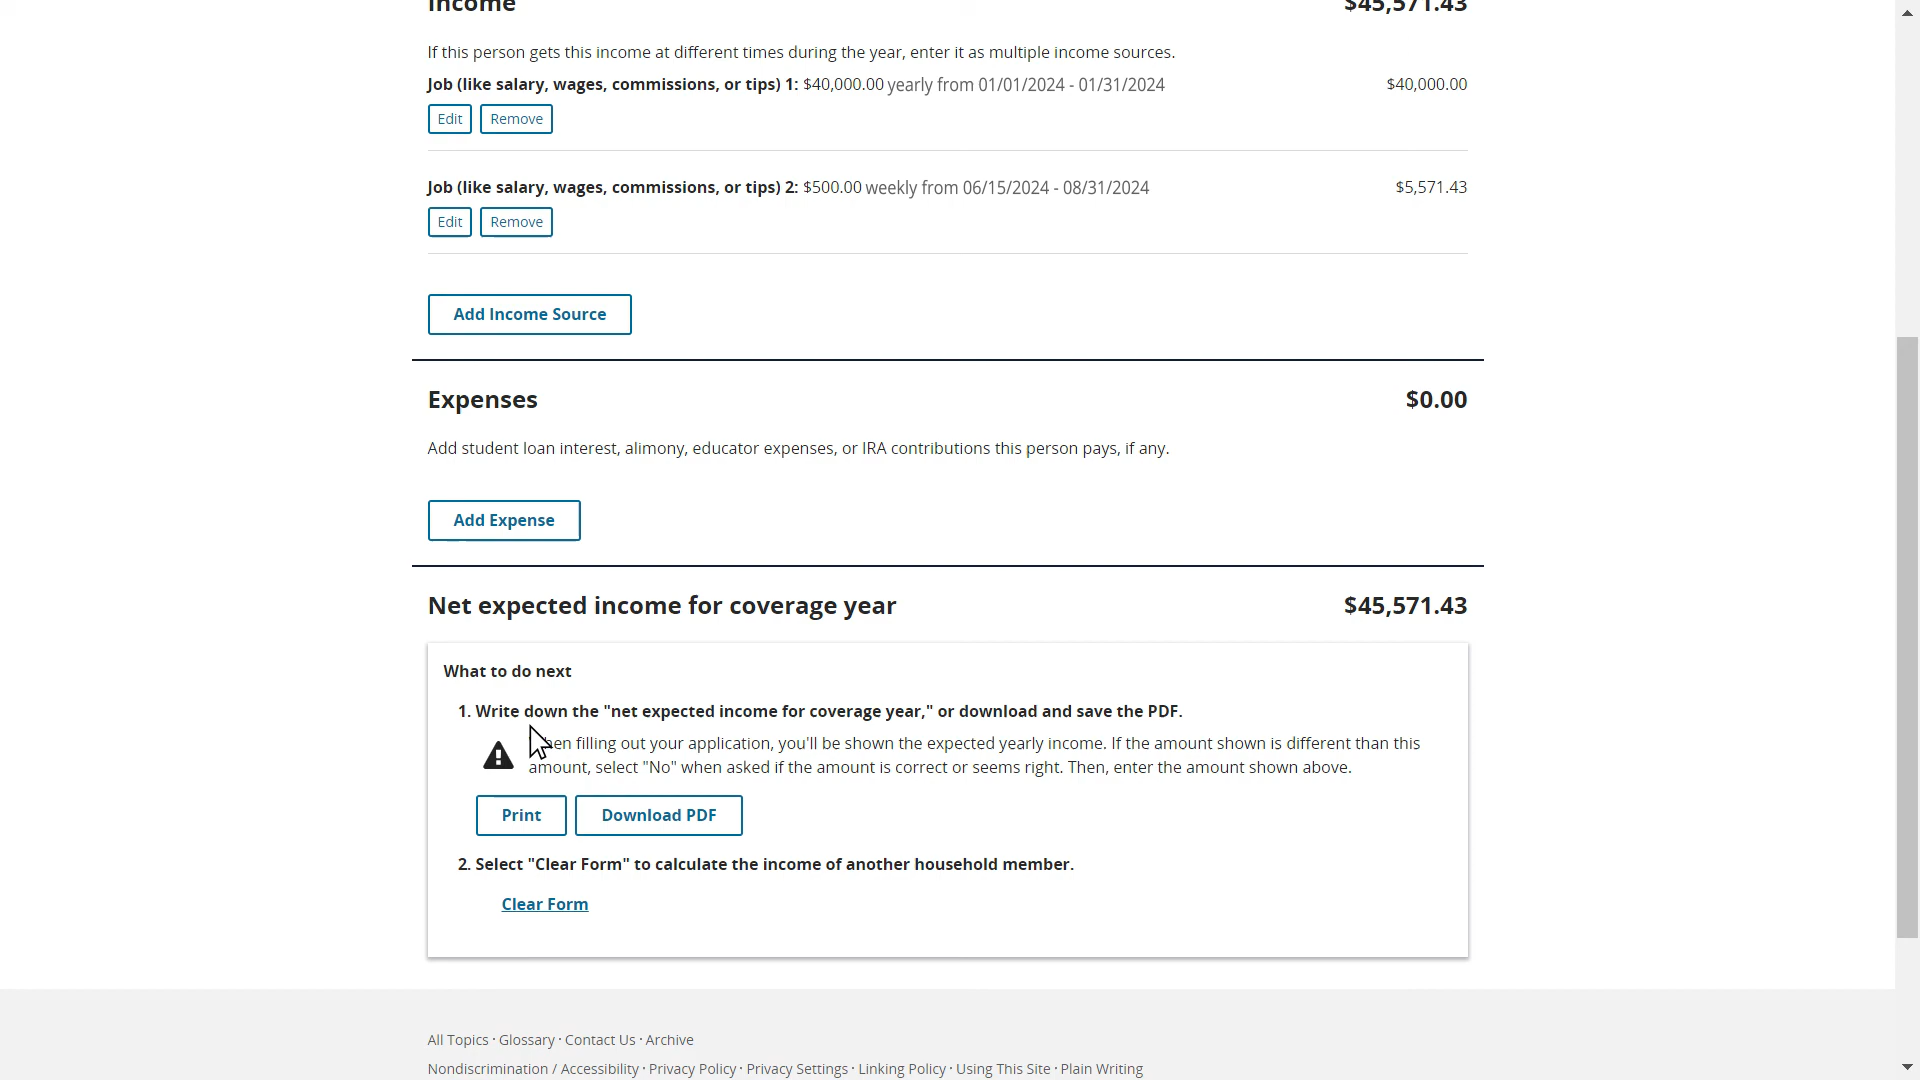 Income $45,571.43
If this person gets this income at different times during the year, enter it as multiple income sources.
Job (like salary, wages, commissions, or tips) 1: $40,000.00 yearly from 01/01/2024 - 01/31/2024 $40,000.00
Edit Remove
Job (like salary, wages, commissions, or tips) 2: $500.00 weekly from 06/15/2024 - 08/31/2024 $5,571.43
Edit Remove
Add Income Source
Expenses $0.00
Add student loan interest, alimony, educator expenses, or IRA contributions this person pays, if any.
Add Expense
Net expected income for coverage year $45,571.43
What to do next
1. Write down the "net expected income for coverage year," or download and save the PDF.
When filling out your application, you'll be shown the expected yearly income. If the amount shown is different than this
amount, select "No" when asked if the amount is correct or seems right. Then, enter the amount shown above.
Print Download PDF
2. Select "Clear Form" to calculate the income of another household member.
Clear Form
All Topics · Glossary · Contact Us · Archive
Nondiscrimination / Accessibility · Privacy Policy · Privacy Settings · Linking Policy · Using This Site · Plain Writing